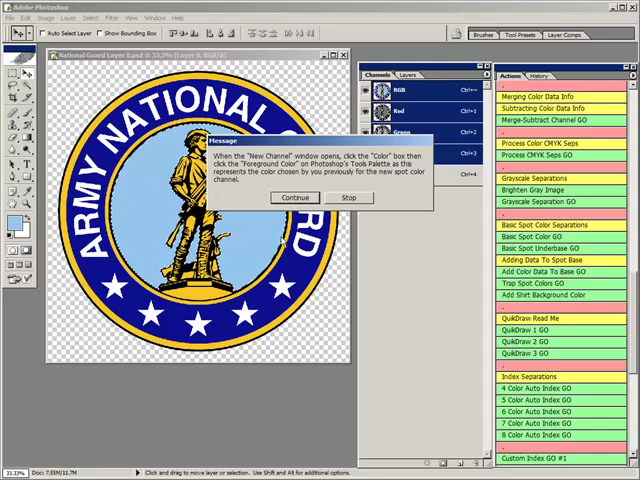 Adobe Photoshop
File Edit Image Layer Select Filter View Window Help
Auto Select Layer Show Bounding Box
Brushes Tool Presets Layer Comps
National Guard Layer 0.psd @ 33.3% (Layer 0, RGB/8)
ARMY NATIONAL
RD
Channels Layers
RGB Ctrl+~
Red Ctrl+1
Green Ctrl+2
Ctrl+3
Ctrl+4
Message
When the "New Channel" window opens, click the "Color" box then
click the "Foreground Color" on Photoshop's Tools Palette as this
represents the color chosen by you previously for the new spot color
channel.
Continue Stop
Actions History
.
Merging Color Data Info
Subtracting Color Data Info
Merge-Subtract Channel GO
.
Process Color CMYK Seps
Process CMYK Seps GO
.
Grayscale Separations
Brighten Gray Image
Grayscale Separation GO
.
Basic Spot Color Separations
Basic Spot Color GO
Basic Spot Underbase GO
Adding Data To Spot Base
Add Color Data To Base GO
Trap Spot Colors GO
Add Shirt Background Color
.
QuikDraw Read Me
QuikDraw 1 GO
QuikDraw 2 GO
QuikDraw 3 GO
.
Index Separations
4 Color Auto Index GO
5 Color Auto Index GO
6 Color Auto Index GO
7 Color Auto Index GO
8 Color Auto Index GO
.
Custom Index GO #1
33.33% Doc: 7.55M/11.7M Click and drag to move layer or selection. Use Shift and Alt for additional options.